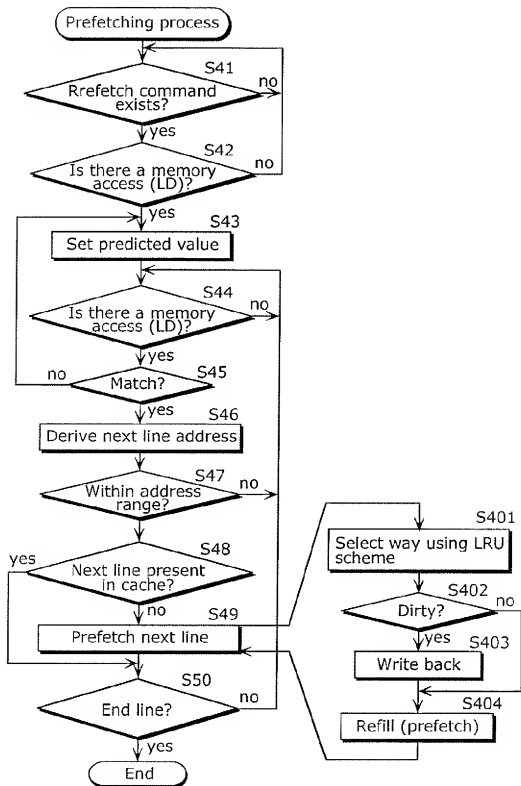 Prefetching process
S41
Rrefetch command
exists?
no
yes
S42
Is there a memory
access (LD)?
no
yes
S43
Set predicted value
S44
Is there a memory
access (LD)?
no
yes
S45
Match?
no
yes
S46
Derive next line address
S47
Within address
range?
no
S48
Next line present
in cache?
yes
no
S49
Prefetch next line
S50
End line?
no
yes
End
S401
Select way using LRU
scheme
S402
Dirty?
no
yes
S403
Write back
S404
Refill (prefetch)